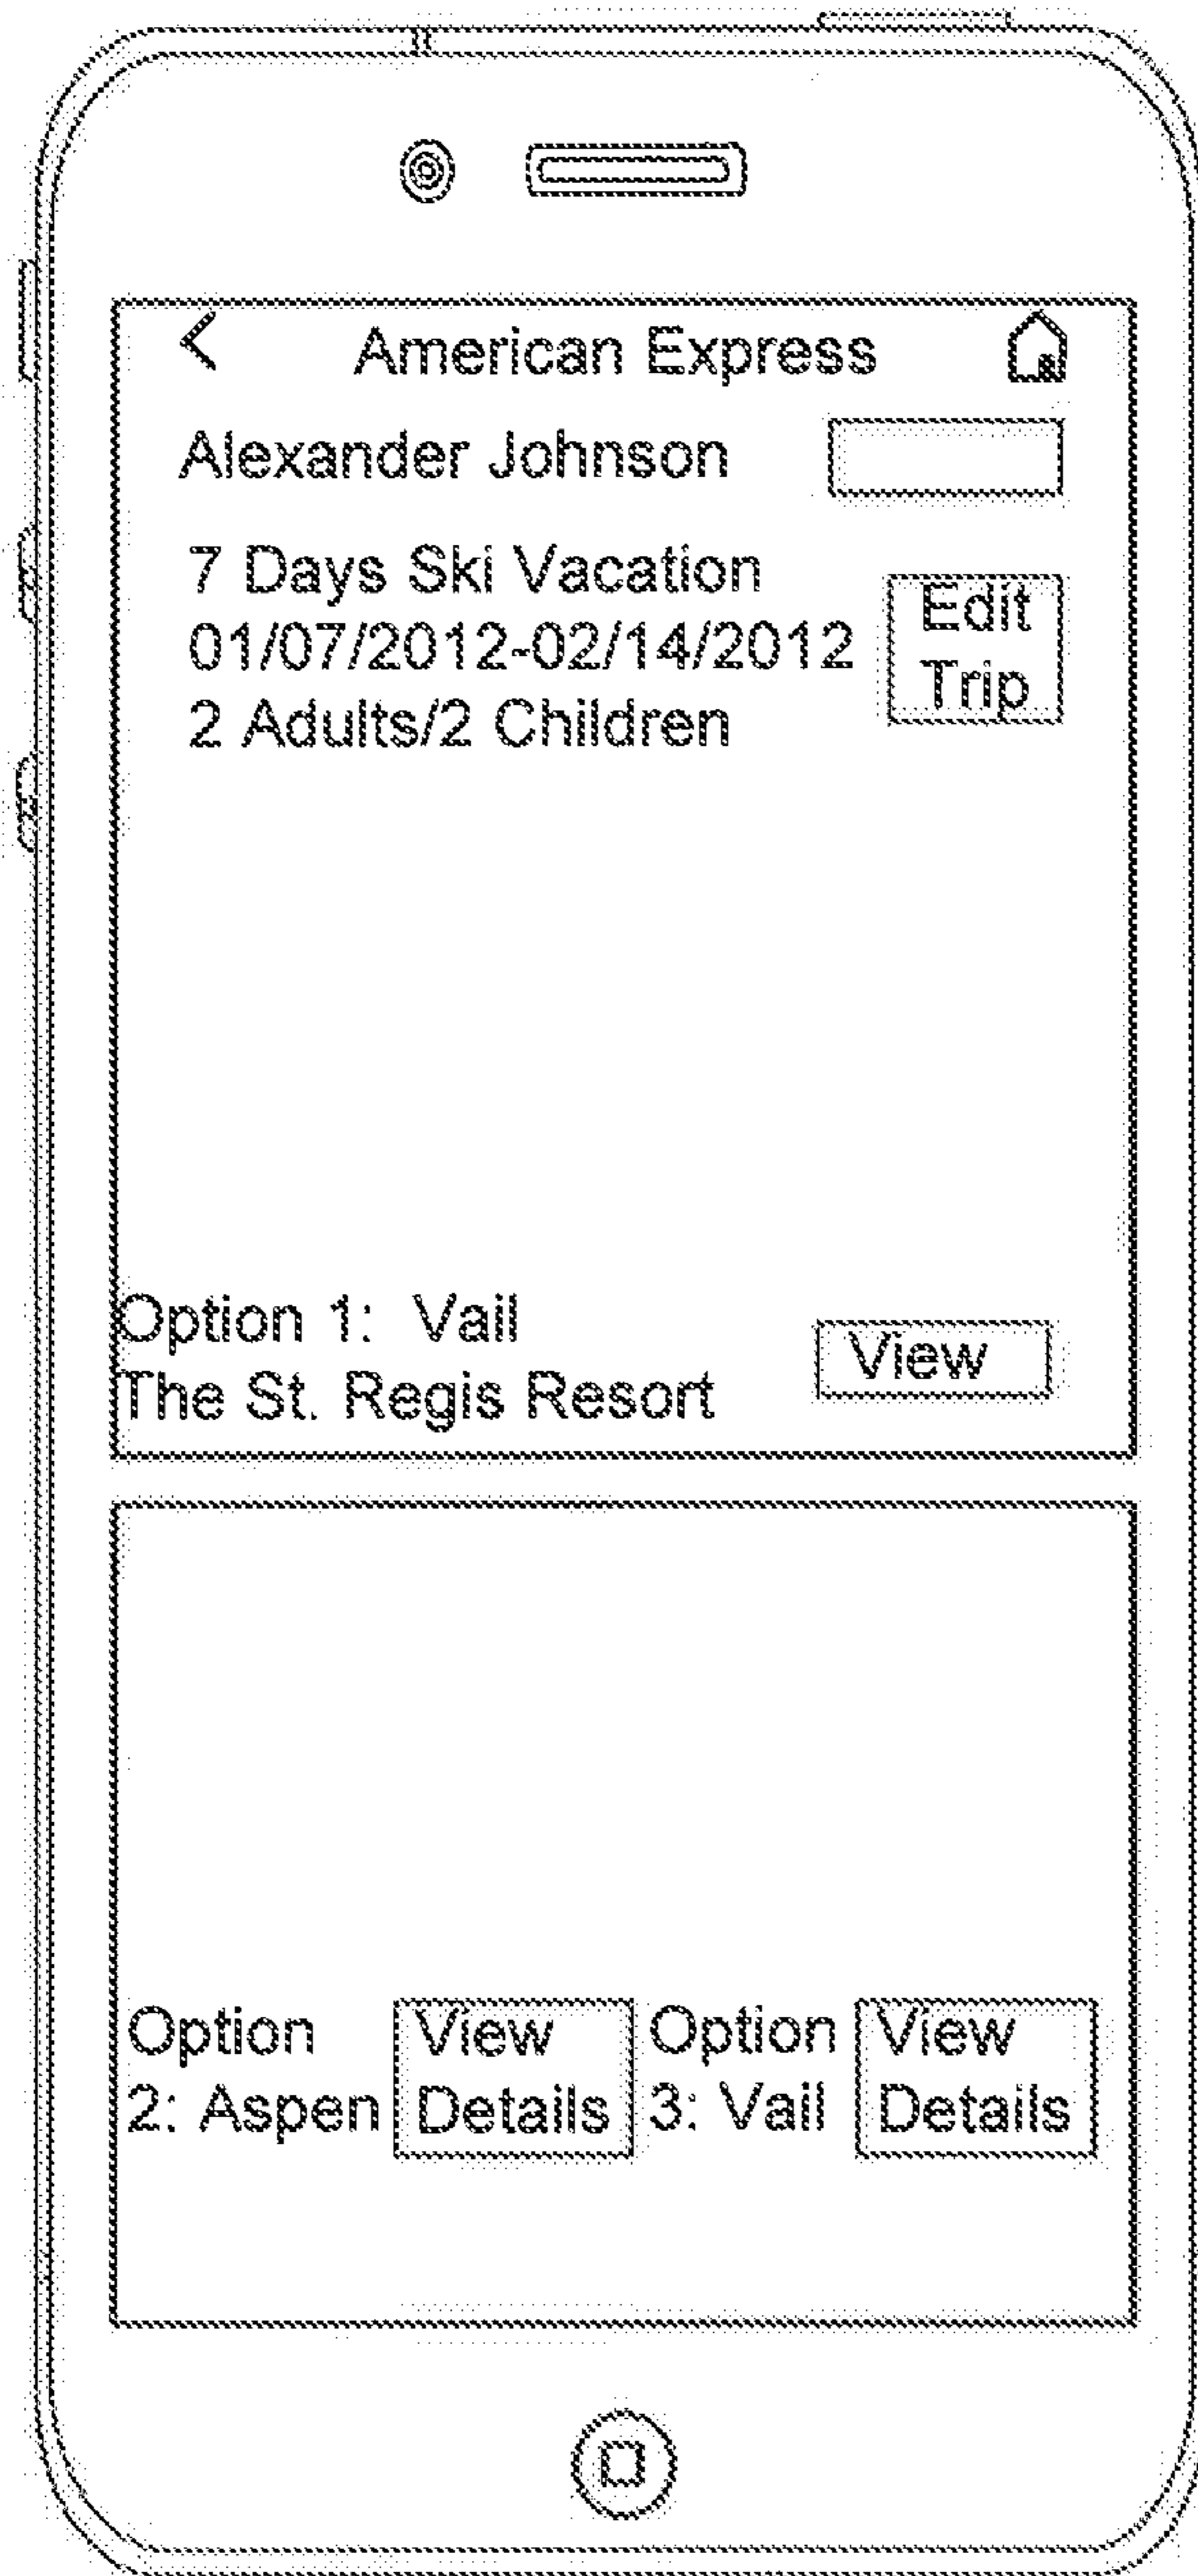 American Express
Alexander Johnson
7 Days Ski Vacation
01/07/2012-02/14/2012
2 Adults/2 Children
Edit
Trip
Option 1: Vail
The St. Regis Resort
View
Option
2: Aspen
View
Details
Option
3: Vail
View
Details